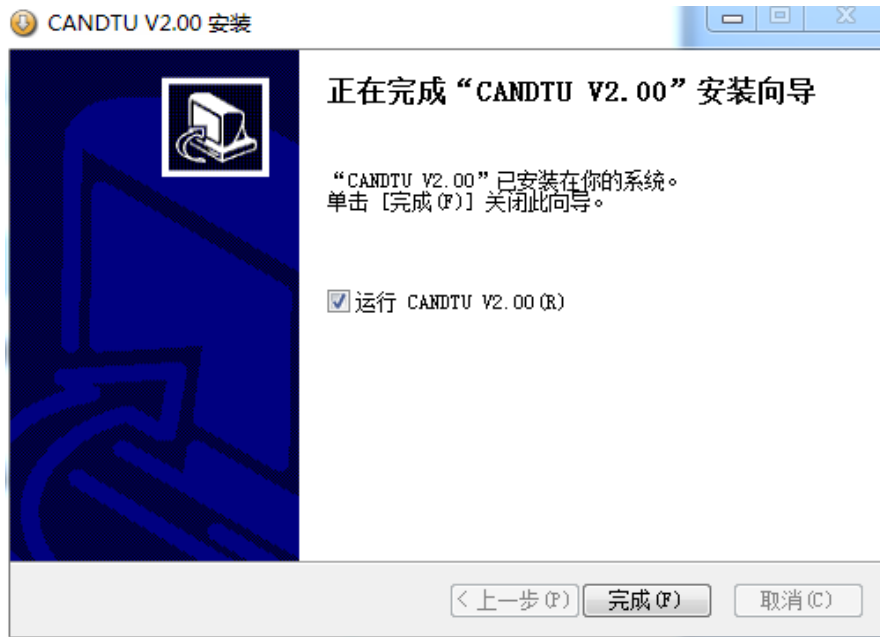 CANDTU V2.00 安装
正在完成“CANDTU V2.00”安装向导
“CANDTU V2.00”已安装在你的系统。
单击 [完成(F)] 关闭此向导。
运行 CANDTU V2.00(R)
< 上一步(P) 完成(F) 取消(C)